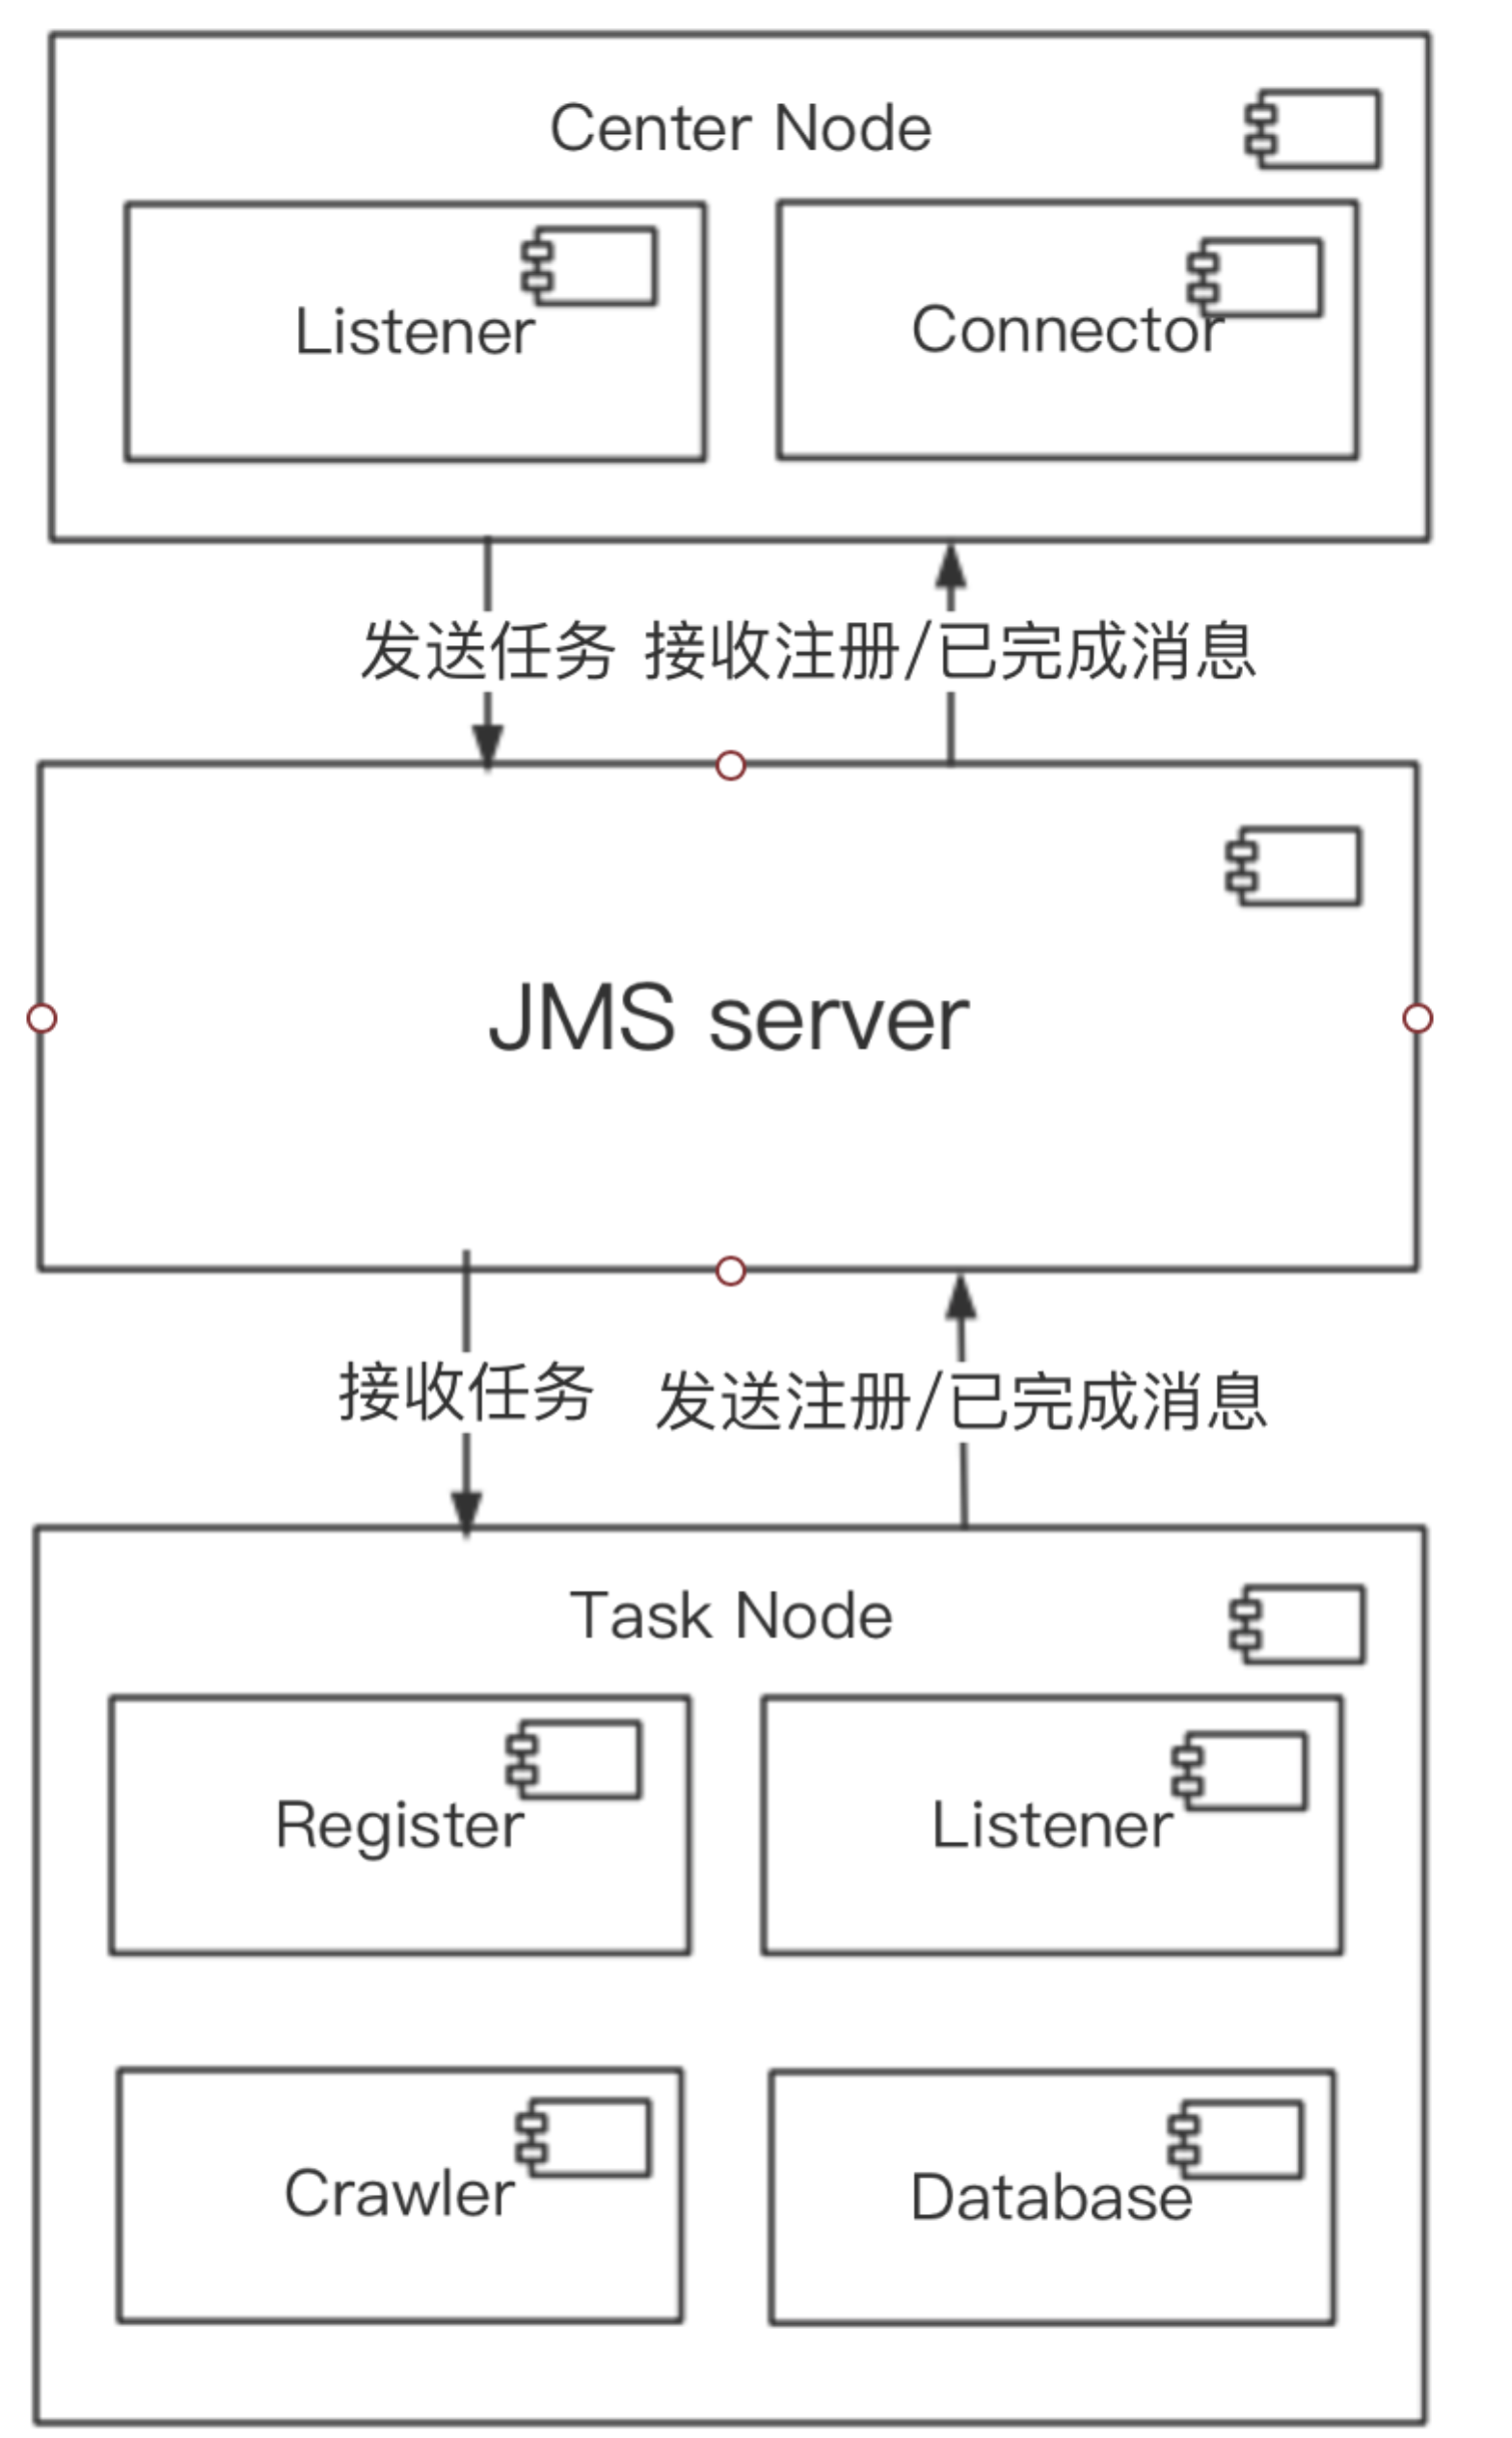 Center Node
Listener
Connector
发送任务
接收注册/已完成消息
JMS server
接收任务
发送注册/已完成消息
Task Node
Register
Listener
Crawler
Database